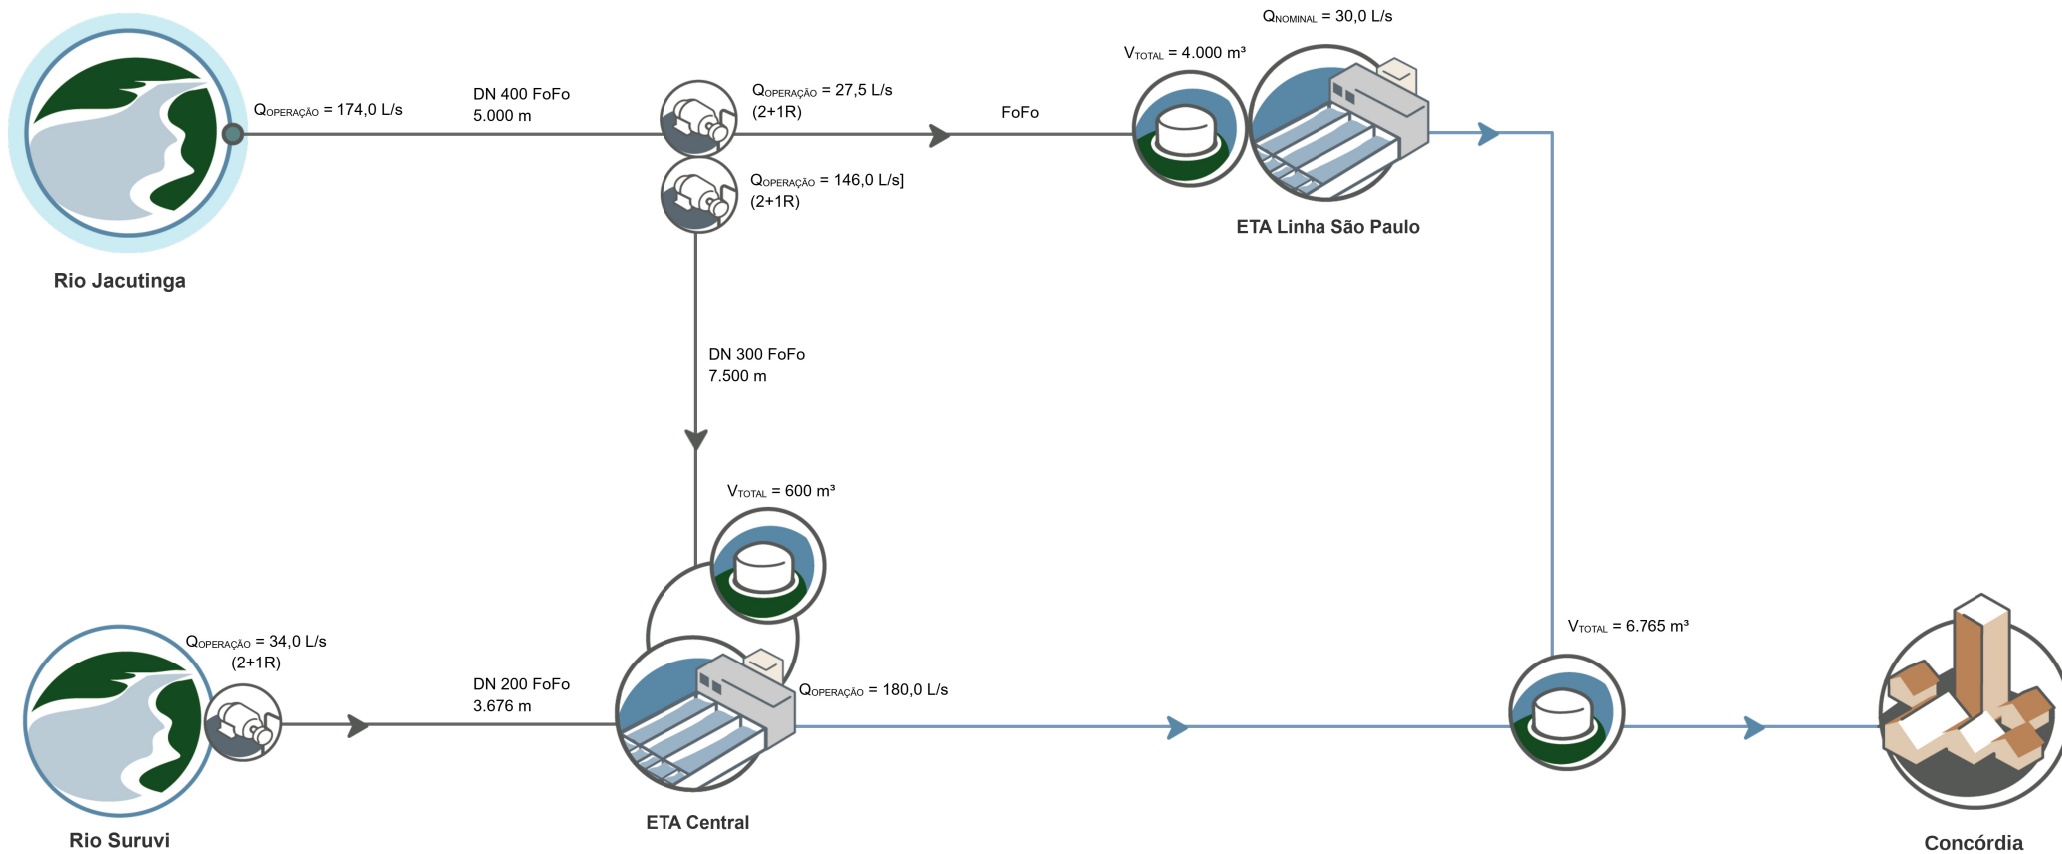 QNOMINAL = 30,0 L/s
VTOTAL = 4.000 m³
QOPERAÇÃO = 174,0 L/s
DN 400 FoFo
5.000 m
QOPERAÇÃO = 27,5 L/s
(2+1R)
FoFo
QOPERAÇÃO = 146,0 L/s]
(2+1R)
ETA Linha São Paulo
Rio Jacutinga
DN 300 FoFo
7.500 m
VTOTAL = 600 m³
VTOTAL = 6.765 m³
QOPERAÇÃO = 34,0 L/s
(2+1R)
DN 200 FoFo
3.676 m
QOPERAÇÃO = 180,0 L/s
ETA Central
Rio Suruvi
Concórdia